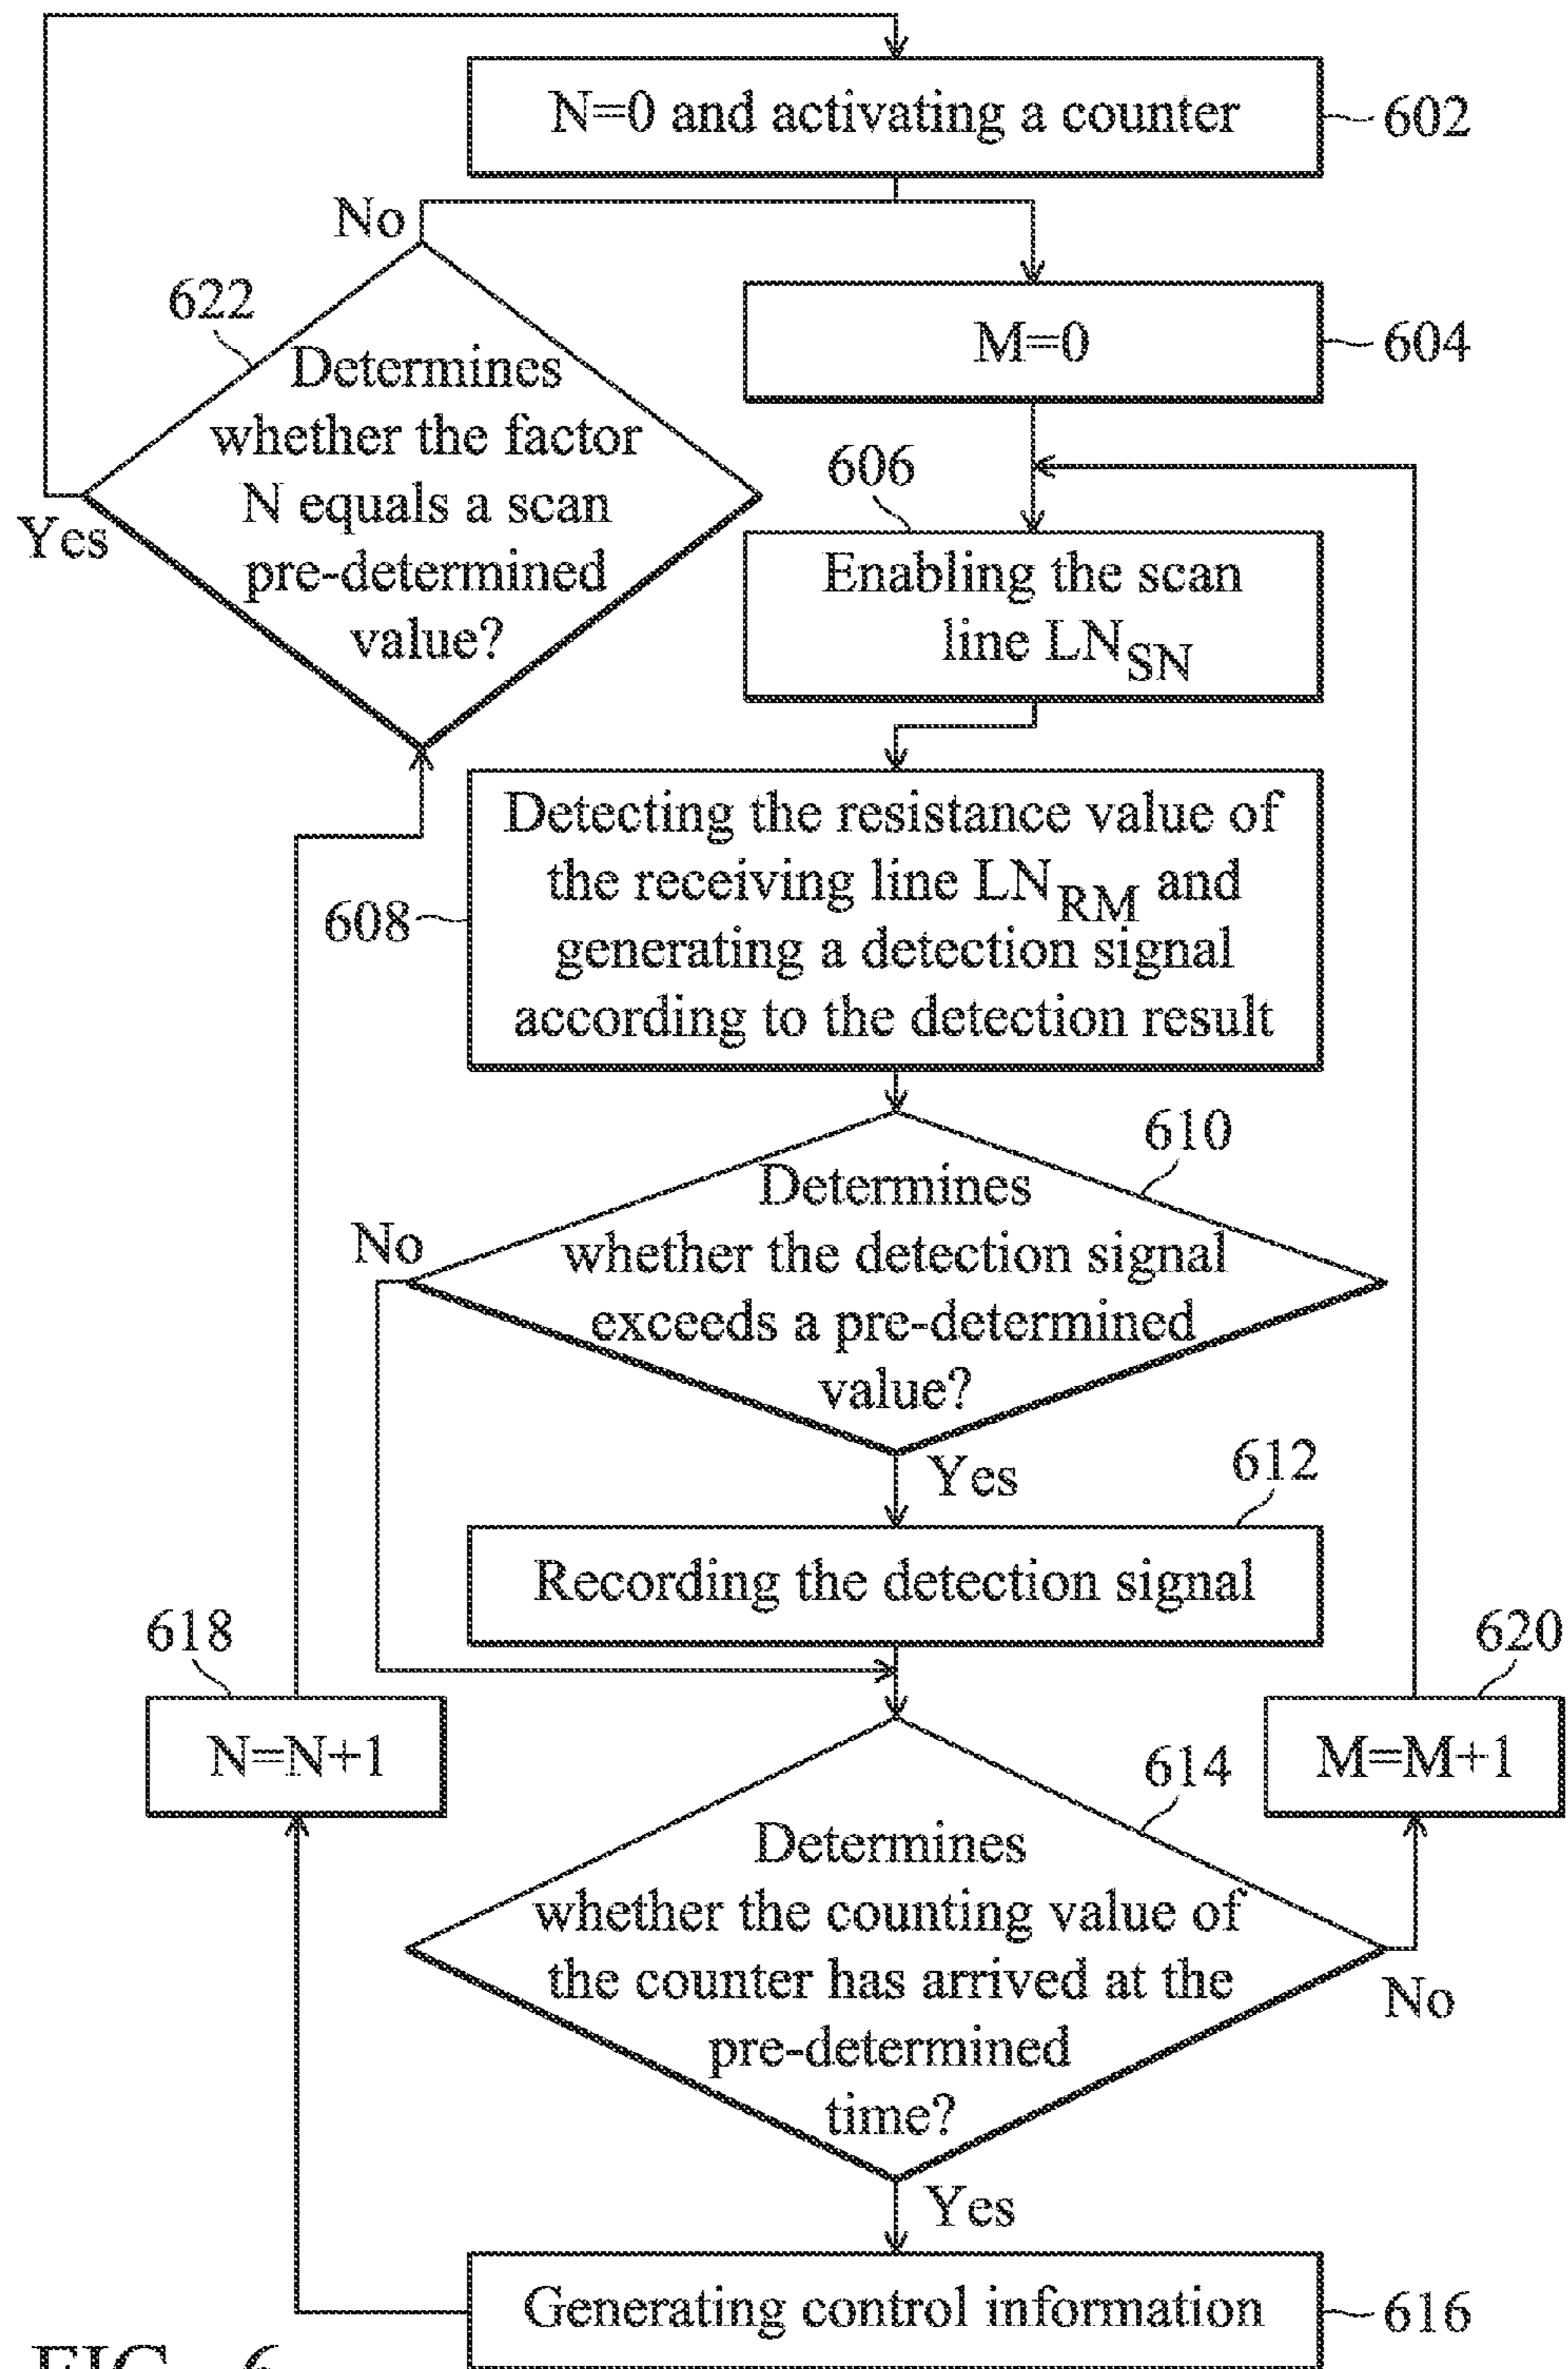 N=0 and activating a counter
602
No
622
Determines
whether the factor
N equals a scan
pre-determined
value?
Yes
M=0
604
606
Enabling the scan
line LNSN
Detecting the resistance value of
the receiving line LNRM and
generating a detection signal
according to the detection result
608
610
Determines
whether the detection signal
exceeds a pre-determined
value?
No
Yes
612
Recording the detection signal
618
N=N+1
620
M=M+1
614
Determines
whether the counting value of
the counter has arrived at the
pre-determined
time?
No
Yes
Generating control information
616
FIG. 6